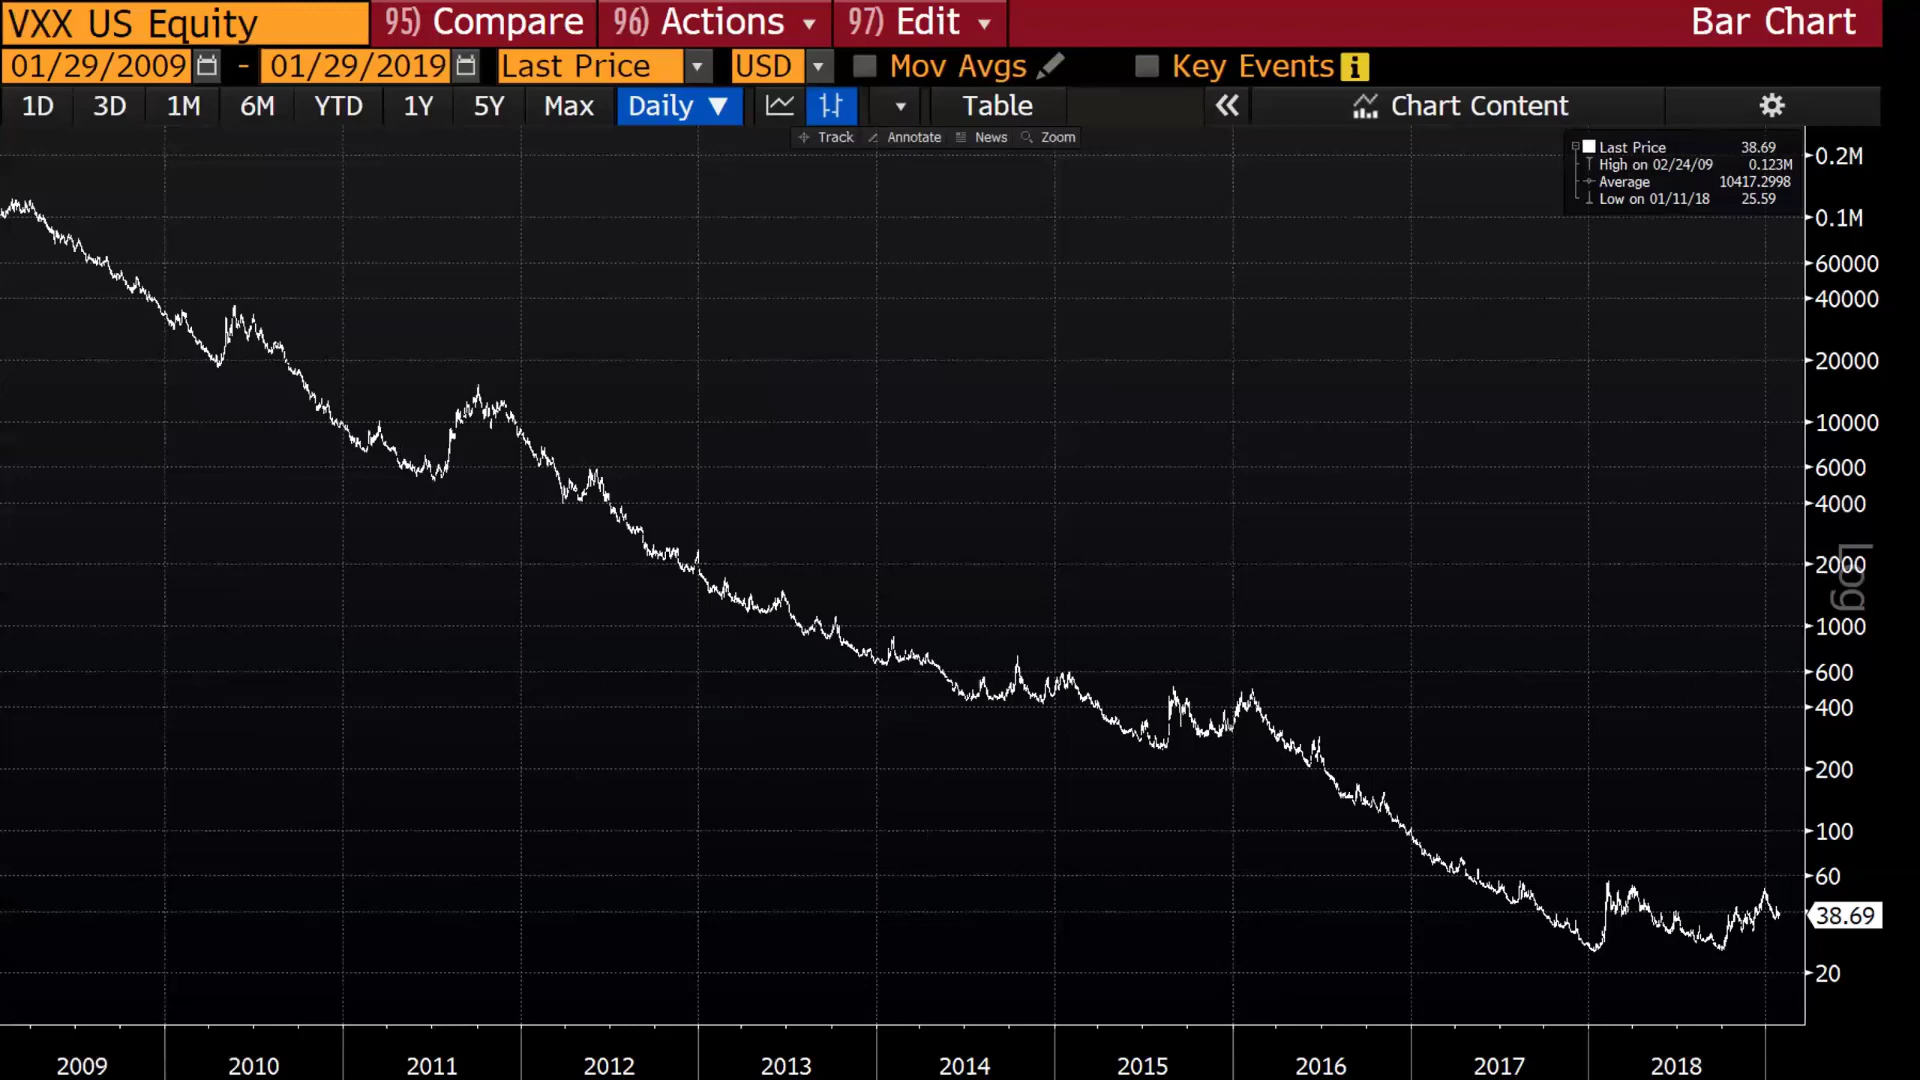 VXX US Equity 95) Compare 96) Actions 97) Edit Bar Chart
01/29/2009 - 01/29/2019 Last Price USD Mov Avgs Key Events i
1D 3D 1M 6M YTD 1Y 5Y Max Daily ▼ Table « Chart Content
Track Annotate News Zoom
Last Price 38.69
High on 02/24/09 0.123M
Average 10417.2998
Low on 01/11/18 25.59
0.2M
0.1M
60000
40000
20000
10000
6000
4000
2000
Log
1000
600
400
200
100
60
38.69
20
2009 2010 2011 2012 2013 2014 2015 2016 2017 2018